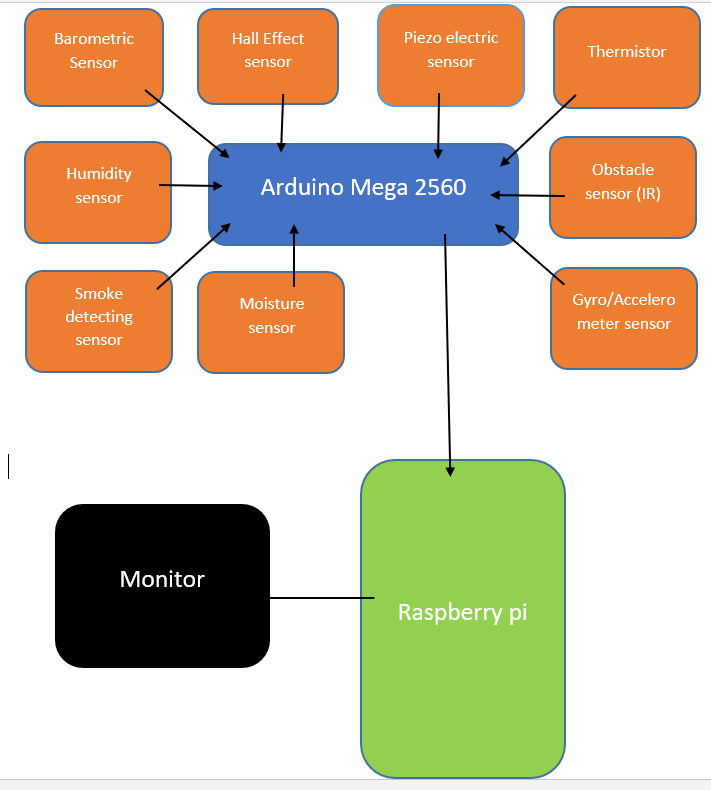 Barometric
Sensor
Hall Effect
sensor
Piezo electric
sensor
Thermistor
Humidity
sensor
Arduino Mega 2560
Obstacle
sensor (IR)
Smoke
detecting
sensor
Moisture
sensor
Gyro/Accelero
meter sensor
Monitor
Raspberry pi